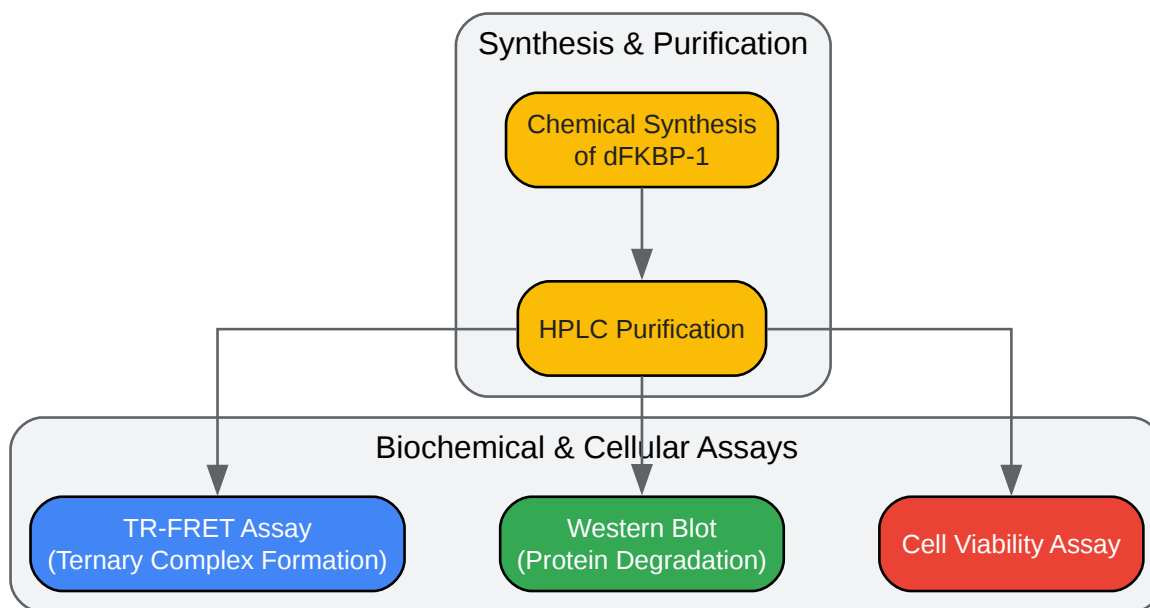 Synthesis & Purification
Chemical Synthesis
of dFKBP-1
HPLC Purification
Biochemical & Cellular Assays
TR-FRET Assay
(Ternary Complex Formation)
Western Blot
(Protein Degradation)
Cell Viability Assay